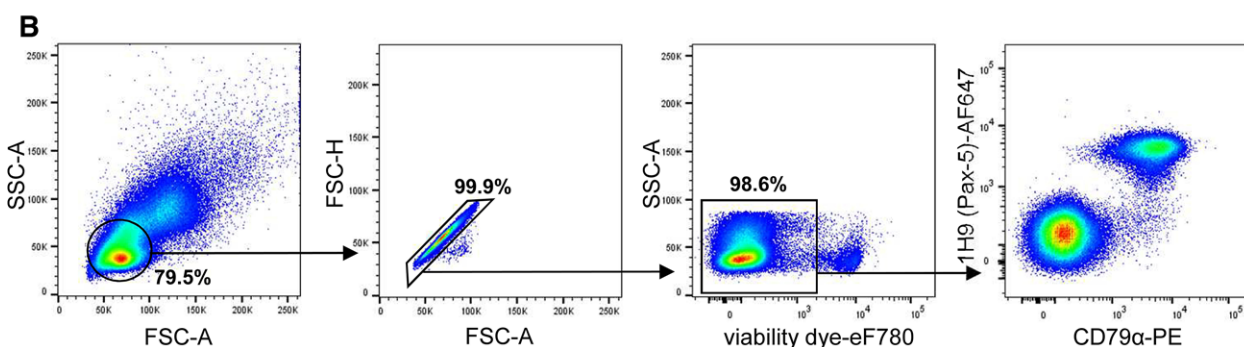 B
SSC-A
250K
200K
150K
100K
50K
0
79.5%
0 50K 100K 150K 200K 250K
FSC-A
FSC-H
250K
200K
150K
100K
50K
0
99.9%
0 50K 100K 150K 200K 250K
FSC-A
SSC-A
250K
200K
150K
100K
50K
0
98.6%
0 10³ 10⁴ 10⁵
viability dye-eF780
1H9 (Pax-5)-AF647
10⁵
10⁴
10³
0
0 10³ 10⁴ 10⁵
CD79α-PE